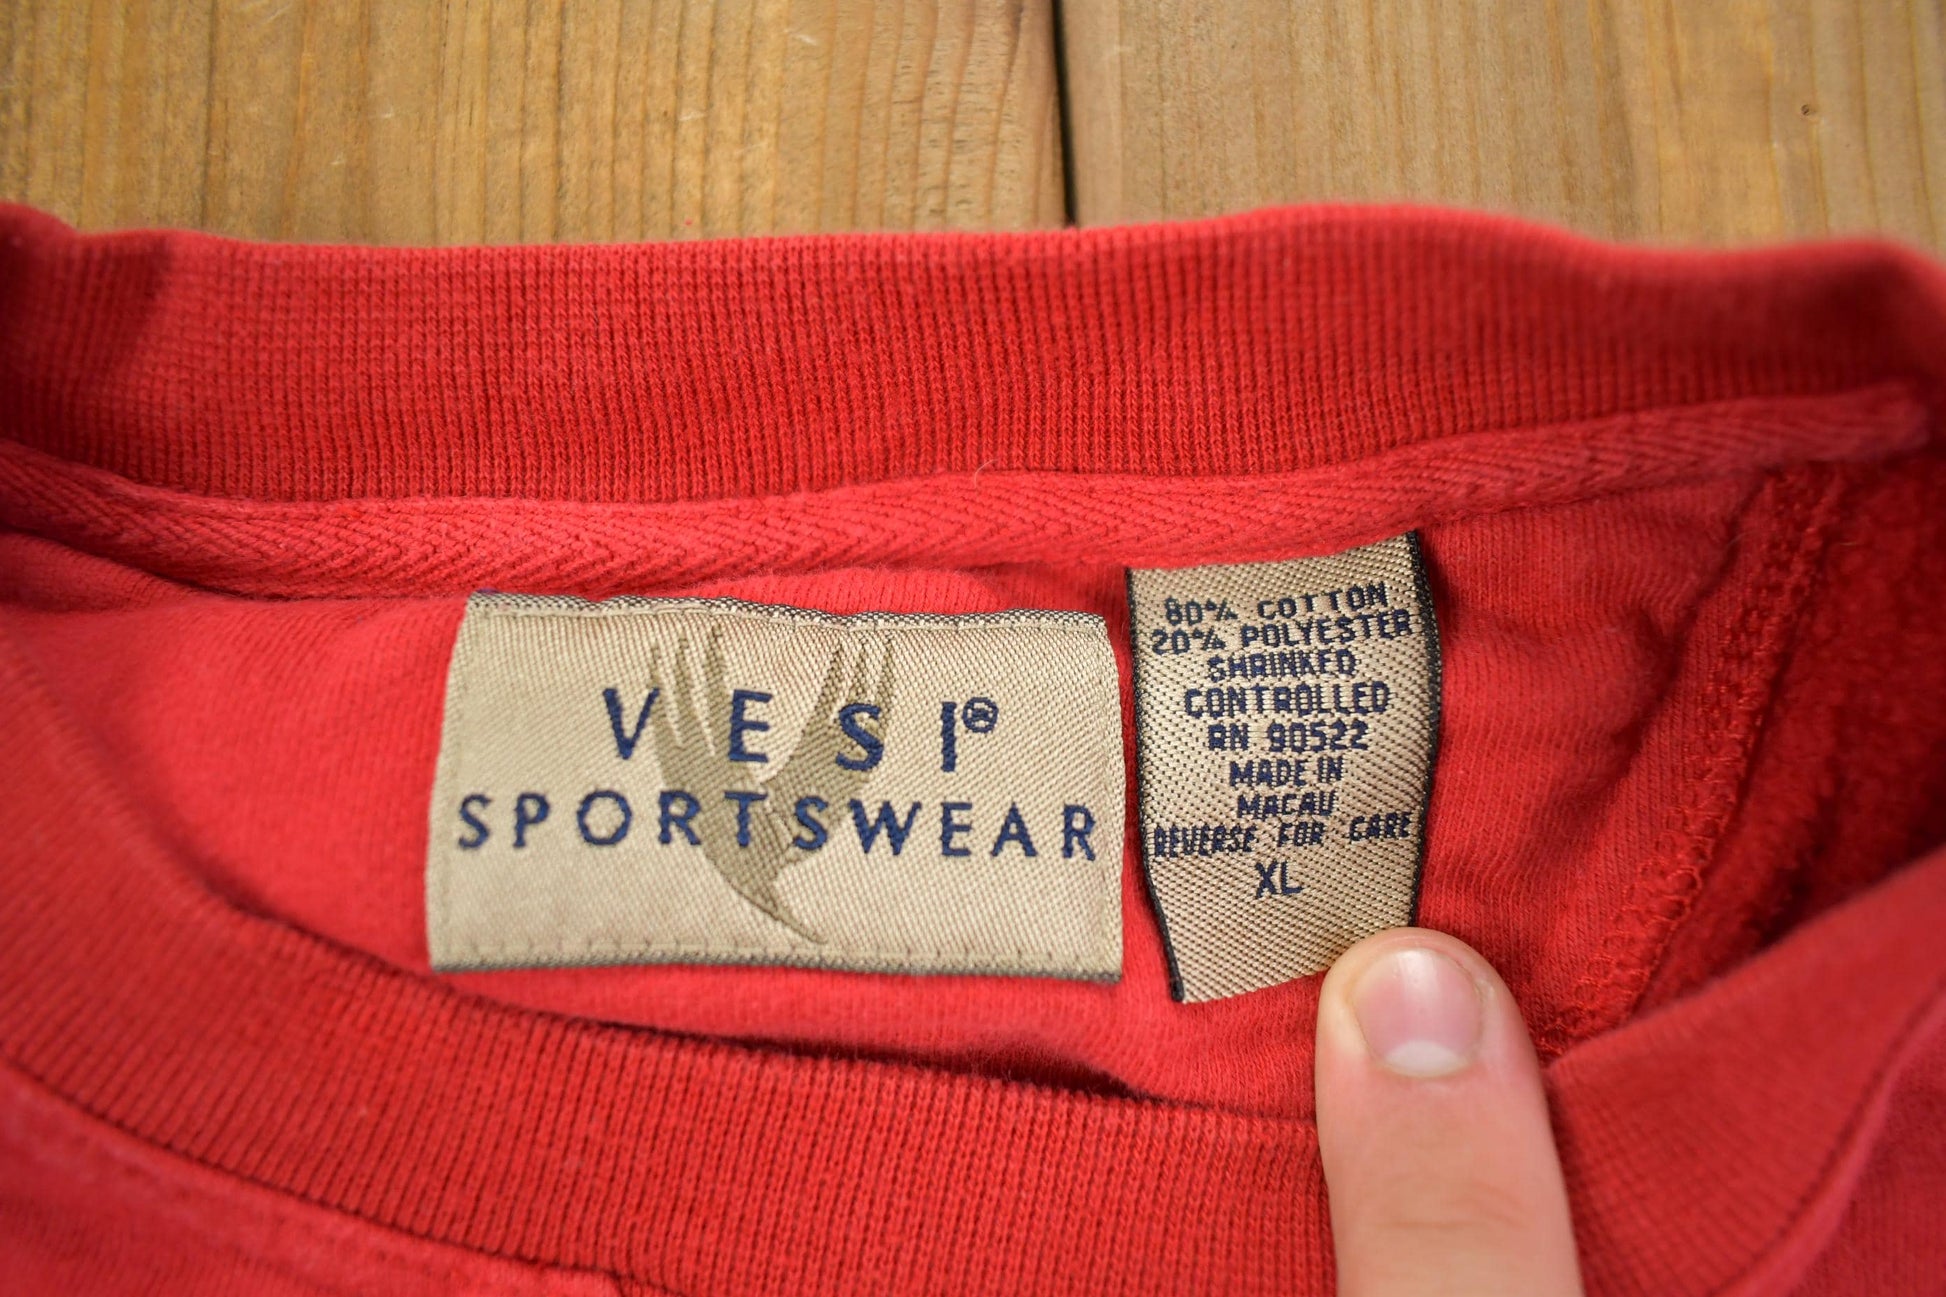 VESI®
SPORTSWEAR
80% COTTON
20% POLYESTER
SHRINKED
CONTROLLED
RN 90522
MADE IN
MACAU
REVERSE FOR CARE
XL